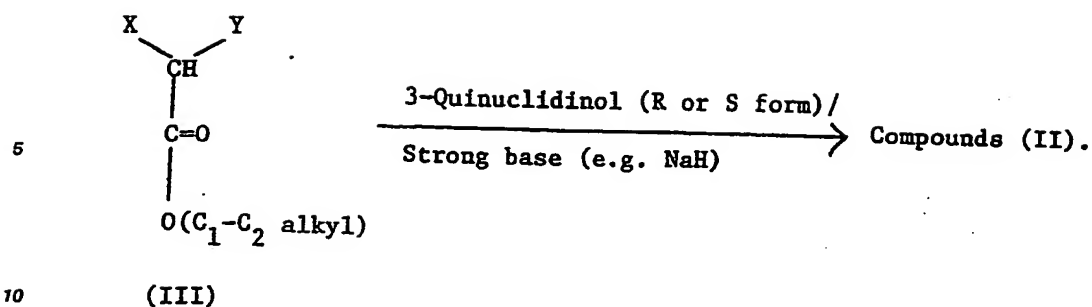 X Y
CH
3-Quinuclidinol (R or S form)/
C=O
Compounds (II).
5
Strong base (e.g. NaH)
O(C1-C2 alkyl)
10 (III)